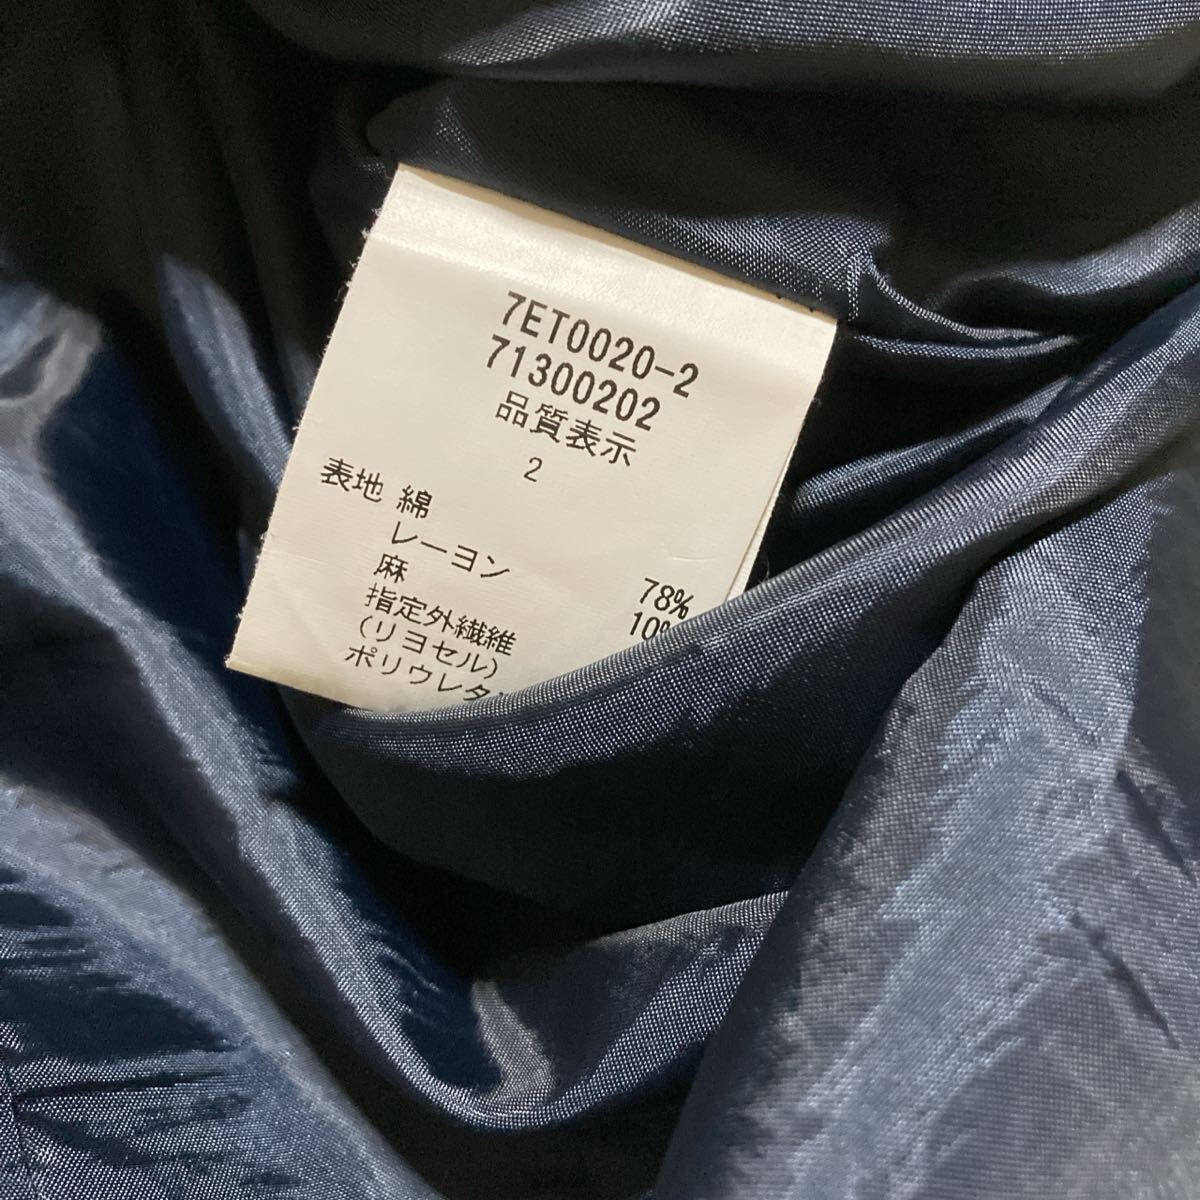 7ET0020-2
71300202
品質表示
2
表地 綿 78%
レーヨン
麻
指定外繊維
(リヨセル)
ポリウレタ